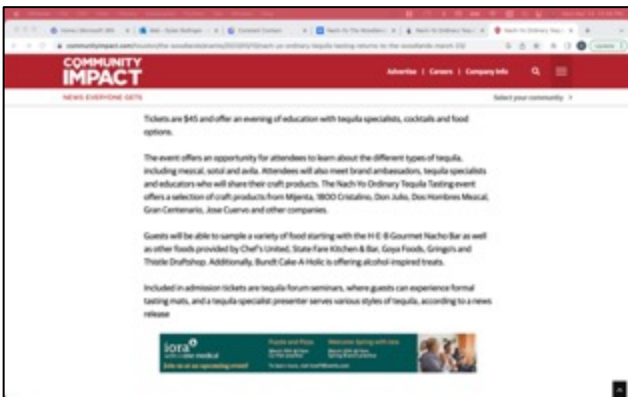 COMMUNITY
IMPACT
Advertise | Careers | Company Info
NEWS EVERYONE GETS
Select your community
Tickets are $45 and offer an evening of education with tequila specialists, cocktails and food
options.
The event offers an opportunity for attendees to learn about the different types of tequila,
including mezcal, sotol and avila. Attendees will also meet brand ambassadors, tequila specialists
and educators who will share their craft products. The Nach Yo Ordinary Tequila Tasting event
offers a selection of craft products from Mijenta, 1800 Cristalino, Don Julio, Dos Hombres Mezcal,
Gran Centenario, Jose Cuervo and other companies.
Guests will be able to sample a variety of food starting with the H-E-B Gourmet Nacho Bar as well
as other foods provided by Chef's United, State Fare Kitchen & Bar, Goya Foods, Gringo's and
Thistle Draftshop. Additionally, Bundt Cake-A-Holic is offering alcohol-inspired treats.
Included in admission tickets are tequila forum seminars, where guests can experience formal
tasting mats, and a tequila specialist presenter serves various styles of tequila, according to a news
release
iora
Join us at an upcoming event!